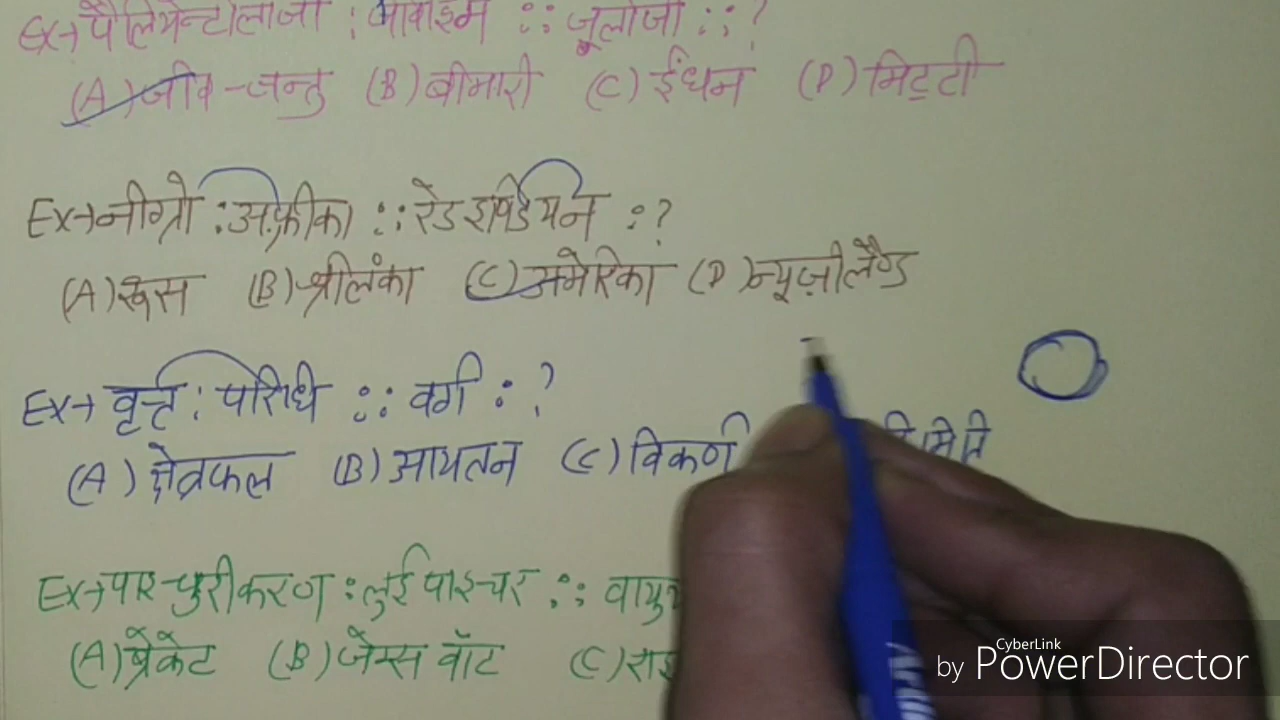 Ex→ पैलियेन्टोलॉजी : जीवाश्म :: जूलोजी :: ?
(A) जीव-जन्तु (B) बीमारी (C) ईंधन (D) मिट्टी
Ex→ नीग्रो : अफ्रीका :: रेड इण्डियन : ?
(A) रूस (B) श्रीलंका (C) अमेरिका (D) न्यूज़ीलैण्ड
Ex→ वृत्त : परिधि :: वर्ग : ?
(A) क्षेत्रफल (B) आयतन (C) विकर्ण
Ex→ पाश्चुरीकरण : लुई पाश्चर ::
(A) ब्रेकेट (B) जेम्स वॉट (C)
CyberLink
by PowerDirector